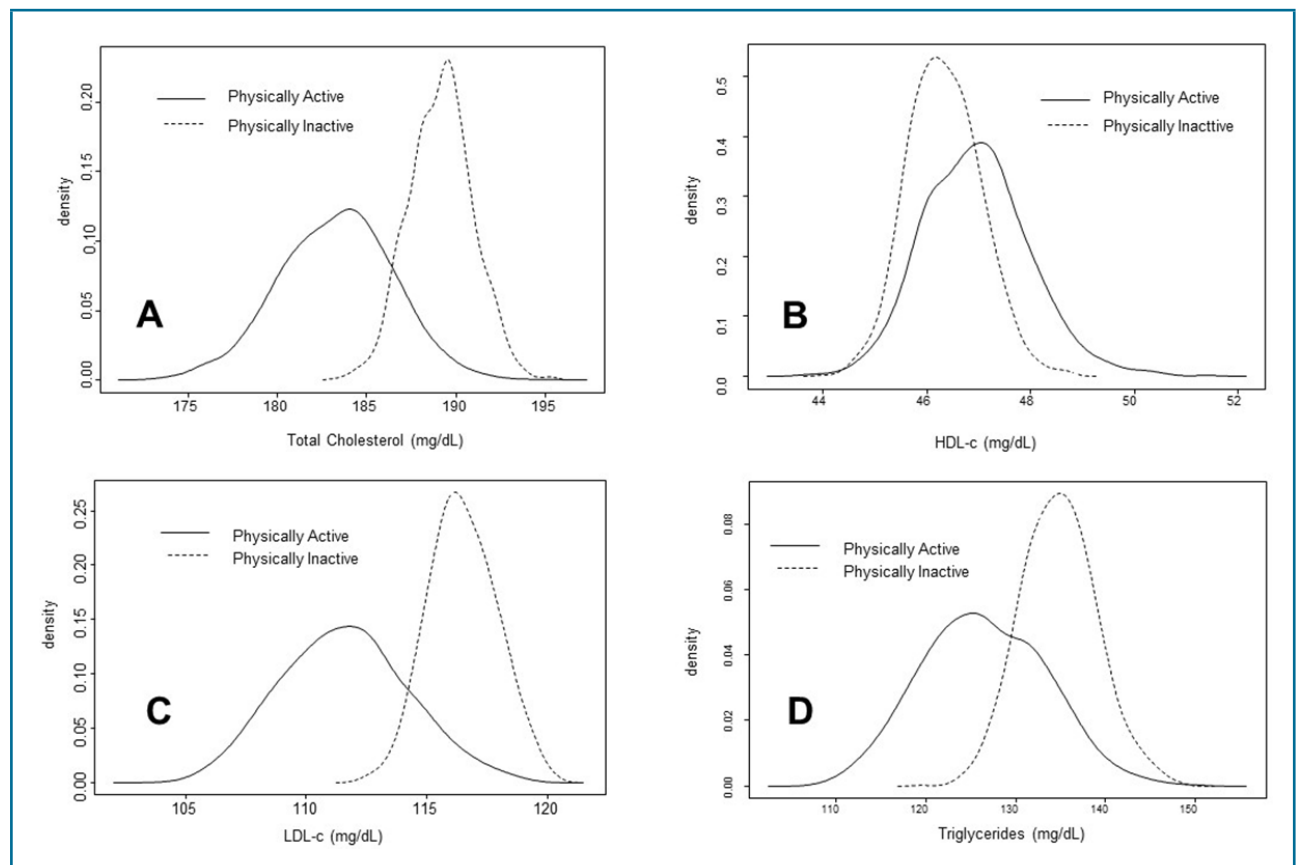 0.20
0.15
0.10
0.05
0.00
density
Physically Active
Physically Inactive
A
175 180 185 190 195
Total Cholesterol (mg/dL)
0.5
0.4
0.3
0.2
0.1
0.0
density
Physically Active
Physically Inacttive
B
44 46 48 50 52
HDL-c (mg/dL)
0.25
0.20
0.15
0.10
0.05
0.00
density
Physically Active
Physically Inactive
C
105 110 115 120
LDL-c (mg/dL)
0.08
0.06
0.04
0.02
0.00
density
Physically Active
Physically Inactive
D
110 120 130 140 150
Triglycerides (mg/dL)